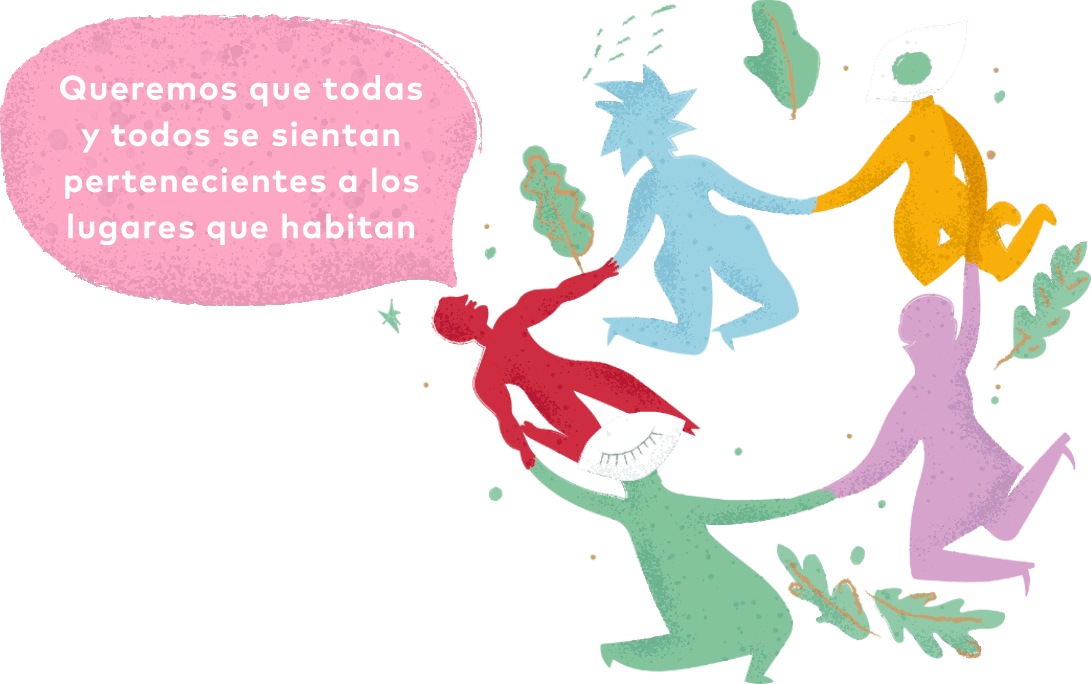 Queremos que todas
y todos se sientan
pertenecientes a los
lugares que habitan